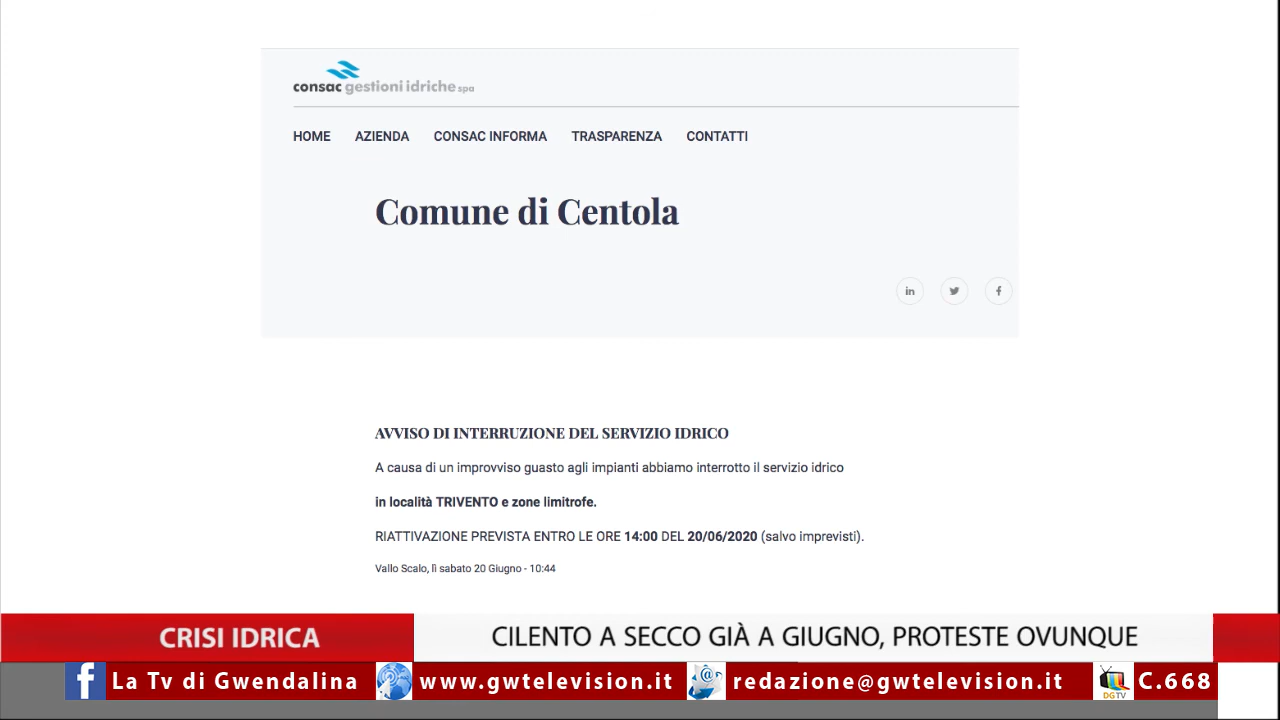 consac gestioni idriche spa
HOME AZIENDA CONSAC INFORMA TRASPARENZA CONTATTI
Comune di Centola
in f
AVVISO DI INTERRUZIONE DEL SERVIZIO IDRICO
A causa di un improvviso guasto agli impianti abbiamo interrotto il servizio idrico
in località TRIVENTO e zone limitrofe.
RIATTIVAZIONE PREVISTA ENTRO LE ORE 14:00 DEL 20/06/2020 (salvo imprevisti).
Vallo Scalo, lì sabato 20 Giugno - 10:44
CRISI IDRICA CILENTO A SECCO GIÀ A GIUGNO, PROTESTE OVUNQUE
f La Tv di Gwendalina www.gwtelevision.it @ redazione@gwtelevision.it DGTV C.668